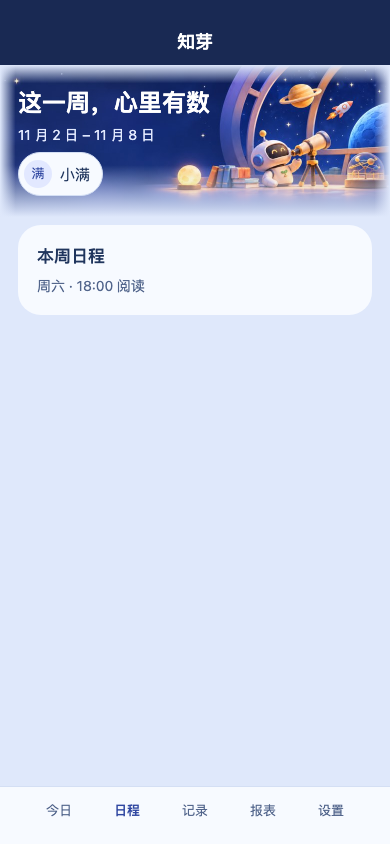 知芽
这一周，心里有数
11 月 2 日 – 11 月 8 日
满 小满
本周日程
周六 · 18:00 阅读
今日 日程 记录 报表 设置